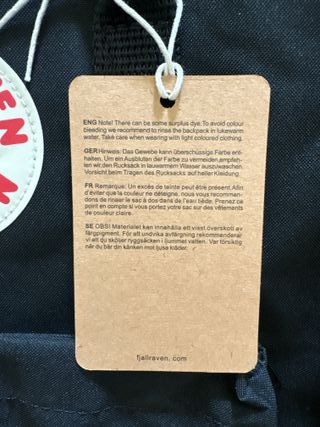 EN N
ENG Note! There can be some surplus dye. To avoid colour
bleeding we recommend to rinse the backpack in lukewarm
water. Take care when wearing with light coloured clothing.
GER Hinweis: Das Gewebe kann überschüssige Farbe ent-
halten. Um ein Ausbluten der Farbe zu vermeiden empfeh-
len wir den Rucksack in lauwarmem Wasser auszuwaschen.
Vorsicht beim Tragen des Rucksacks auf heller Kleidung.
FR Remarque: Un excès de teinte peut être présent. Afin
d'éviter que la couleur ne déteigne, nous vous recomman-
dons de rinser le sac à dos dans de l'eau tiède. Prenez ce
point en compte si vous portez votre sac sur des vêtements
de couleur claire.
SE OBS! Materialet kan innehålla ett visst överskott av
färgpigment. För att undvika avfärgning rekommenderar
vi att du sköljer ryggsäcken i ljummet vatten. Var försiktig
när du bär din kånken mot ljusa kläder.
fjallraven.com